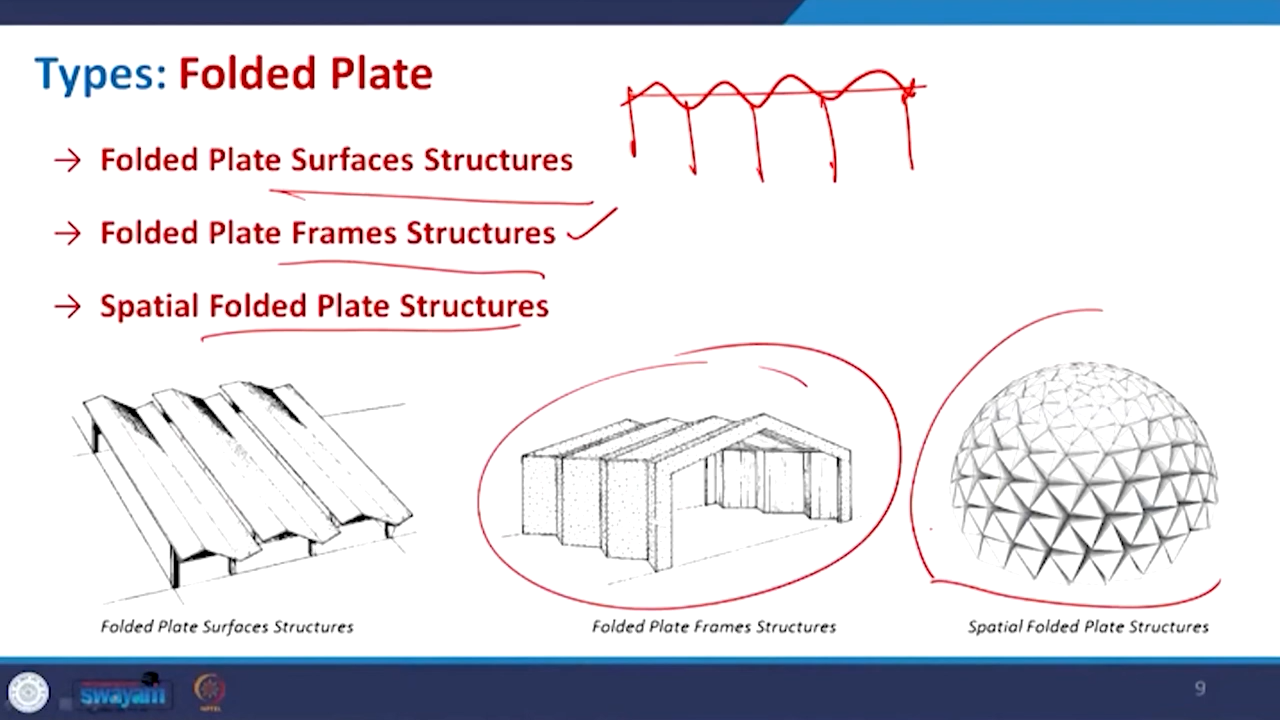 Types: Folded Plate
→ Folded Plate Surfaces Structures
→ Folded Plate Frames Structures
→ Spatial Folded Plate Structures
Folded Plate Surfaces Structures
Folded Plate Frames Structures
Spatial Folded Plate Structures
swayam
9